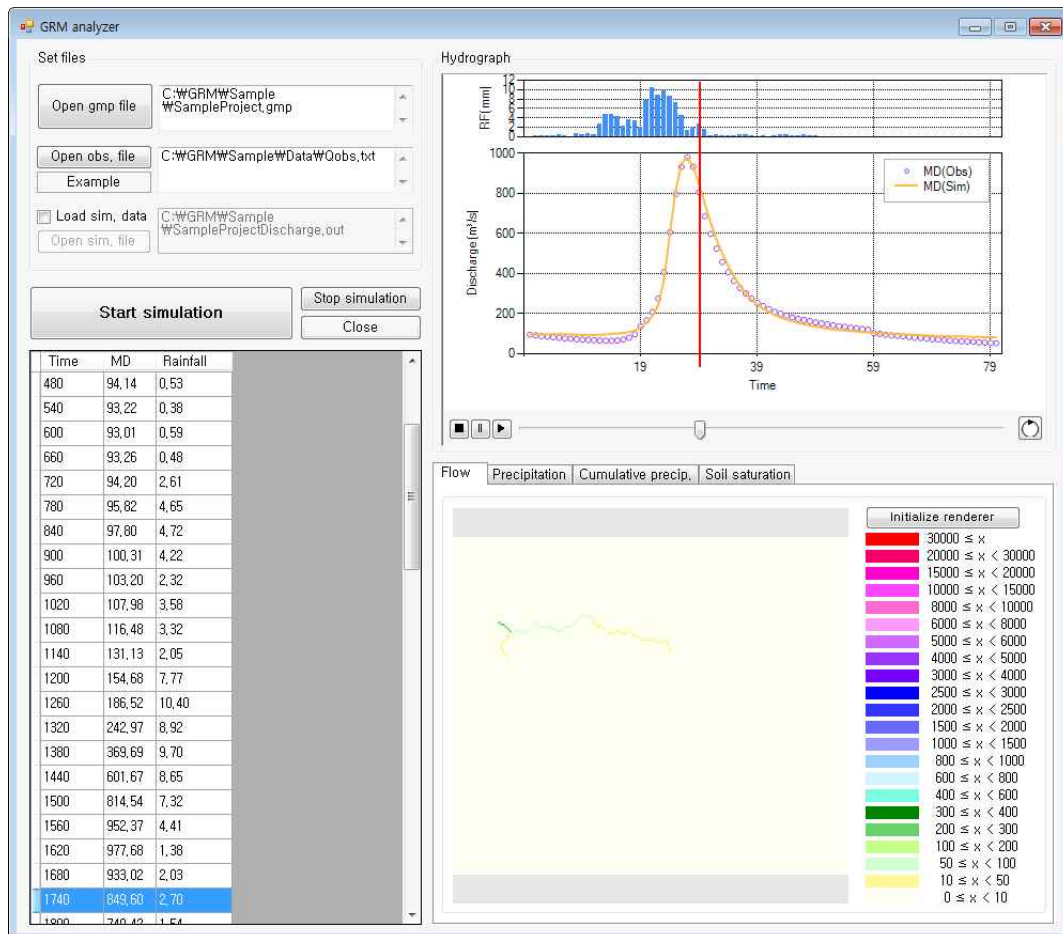 GRM analyzer
Set files
Open gmp file
C:₩GRM₩Sample
₩SampleProject,gmp
Open obs, file
C:₩GRM₩Sample₩Data₩Qobs,txt
Example
Load sim, data
C:₩GRM₩Sample
₩SampleProjectDischarge,out
Open sim, file
Start simulation
Stop simulation
Close
Time MD Rainfall
480 94,14 0,53
540 93,22 0,38
600 93,01 0,59
660 93,26 0,48
720 94,20 2,61
780 95,82 4,65
840 97,80 4,72
900 100,31 4,22
960 103,20 2,32
1020 107,98 3,58
1080 116,48 3,32
1140 131,13 2,05
1200 154,68 7,77
1260 186,52 10,40
1320 242,97 8,92
1380 369,69 9,70
1440 601,67 8,65
1500 814,54 7,32
1560 952,37 4,41
1620 977,68 1,38
1680 933,02 2,03
1740 849,60 2,70
Hydrograph
RF[mm]
12
10
8
6
4
2
0
Discharge[m³/s]
1000
800
600
400
200
0
MD(Obs)
MD(Sim)
19 39 59 79
Time
Flow Precipitation Cumulative precip, Soil saturation
Initialize renderer
30000 ≤ x
20000 ≤ x < 30000
15000 ≤ x < 20000
10000 ≤ x < 15000
8000 ≤ x < 10000
6000 ≤ x < 8000
5000 ≤ x < 6000
4000 ≤ x < 5000
3000 ≤ x < 4000
2500 ≤ x < 3000
2000 ≤ x < 2500
1500 ≤ x < 2000
1000 ≤ x < 1500
800 ≤ x < 1000
600 ≤ x < 800
400 ≤ x < 600
300 ≤ x < 400
200 ≤ x < 300
100 ≤ x < 200
50 ≤ x < 100
10 ≤ x < 50
0 ≤ x < 10